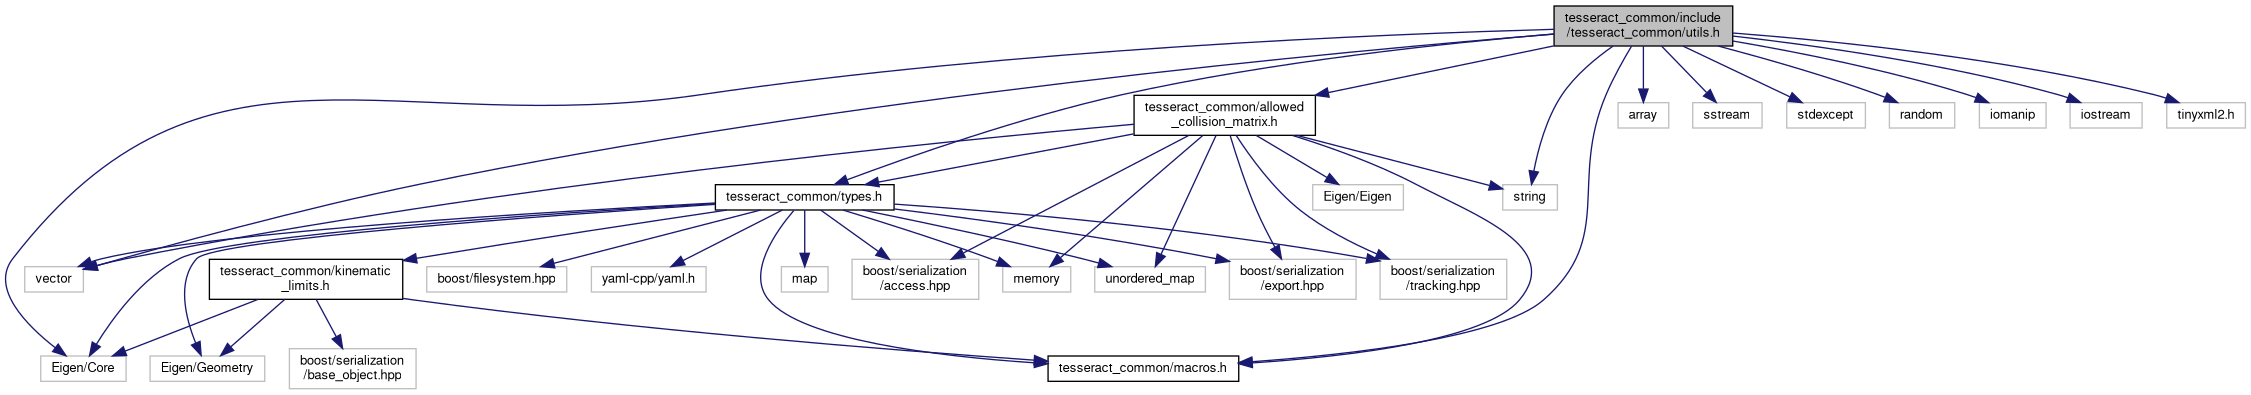 tesseract_common/include
/tesseract_common/utils.h
tesseract_common/allowed
_collision_matrix.h
array
sstream
stdexcept
random
iomanip
iostream
tinyxml2.h
tesseract_common/types.h
Eigen/Eigen
string
vector
tesseract_common/kinematic
_limits.h
boost/filesystem.hpp
yaml-cpp/yaml.h
map
boost/serialization
/access.hpp
memory
unordered_map
boost/serialization
/export.hpp
boost/serialization
/tracking.hpp
Eigen/Core
Eigen/Geometry
boost/serialization
/base_object.hpp
tesseract_common/macros.h